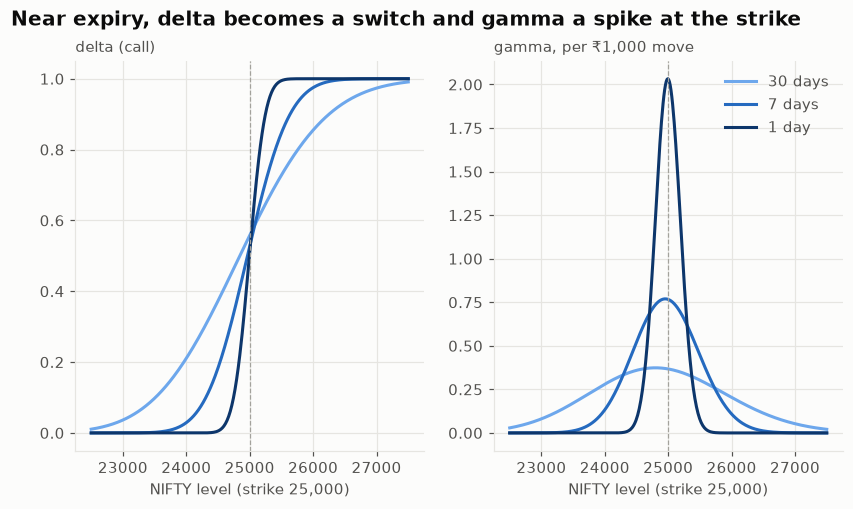 Near expiry, delta becomes a switch and gamma a spike at the strike
delta (call)
1.0
0.8
0.6
0.4
0.2
0.0
23000 24000 25000 26000 27000
NIFTY level (strike 25,000)
gamma, per ₹1,000 move
2.00
1.75
1.50
1.25
1.00
0.75
0.50
0.25
0.00
30 days
7 days
1 day
23000 24000 25000 26000 27000
NIFTY level (strike 25,000)